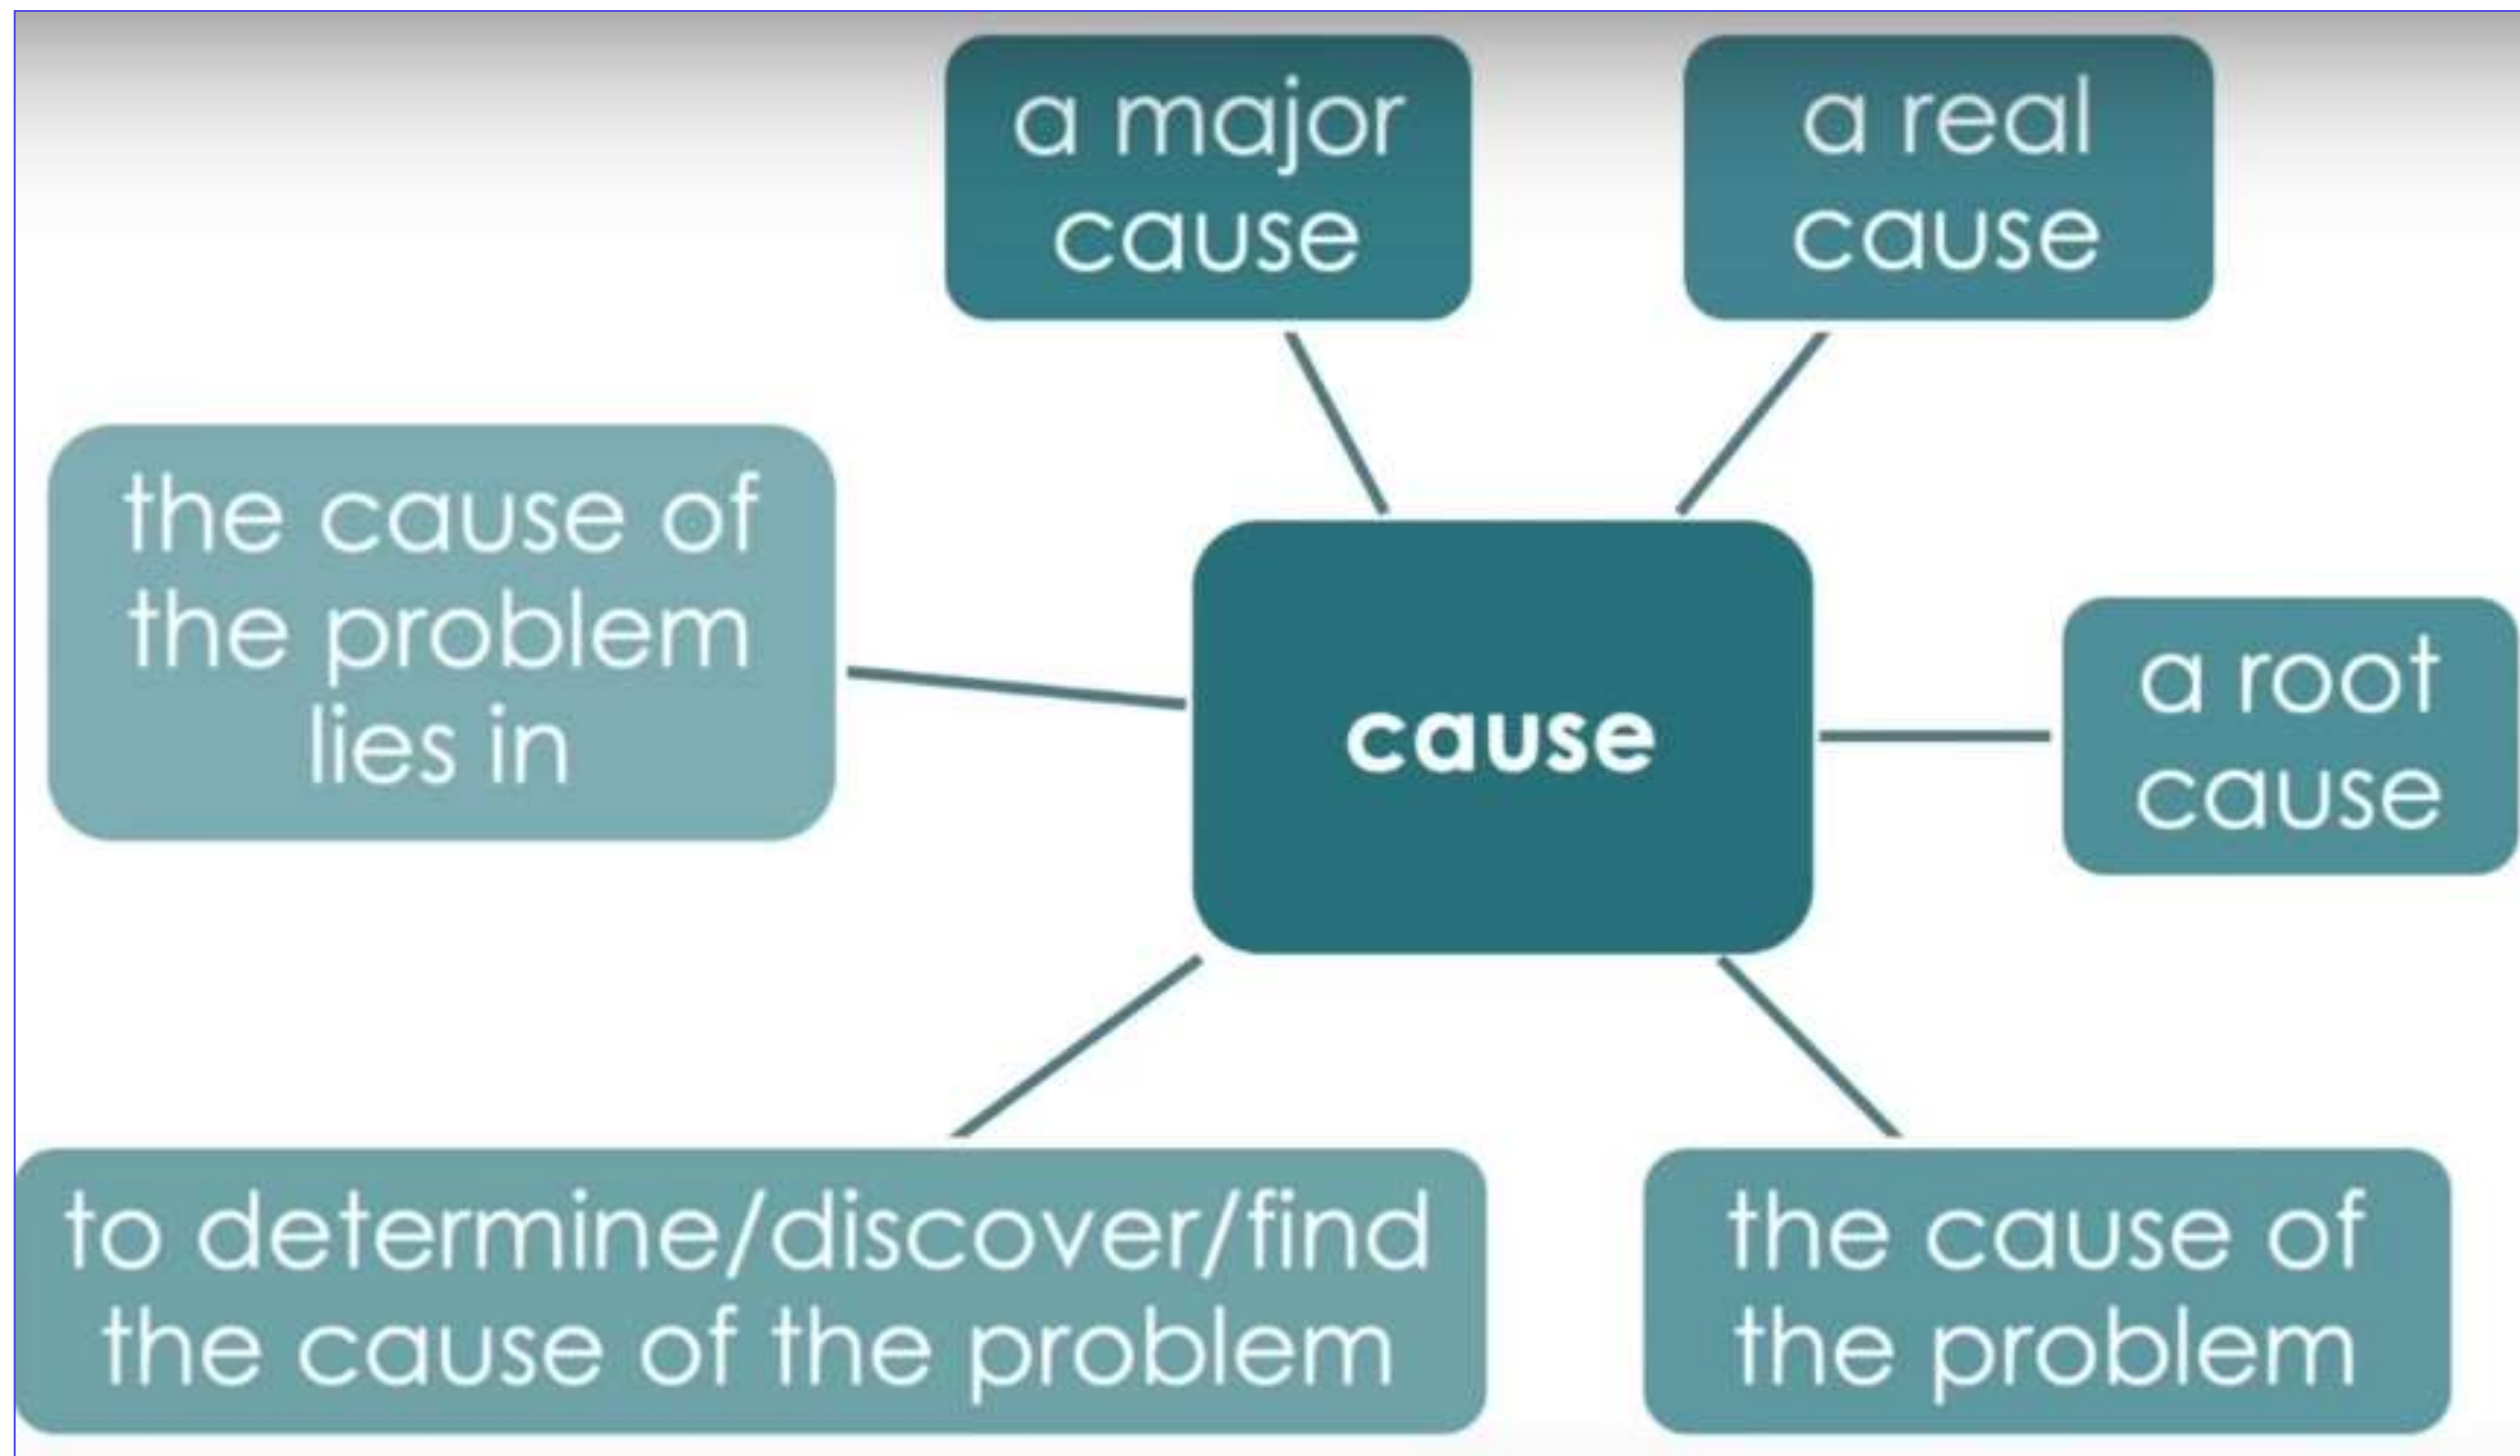 a major
cause
a real
cause
the cause of
the problem
lies in
cause
a root
cause
to determine/discover/find
the cause of the problem
the cause of
the problem